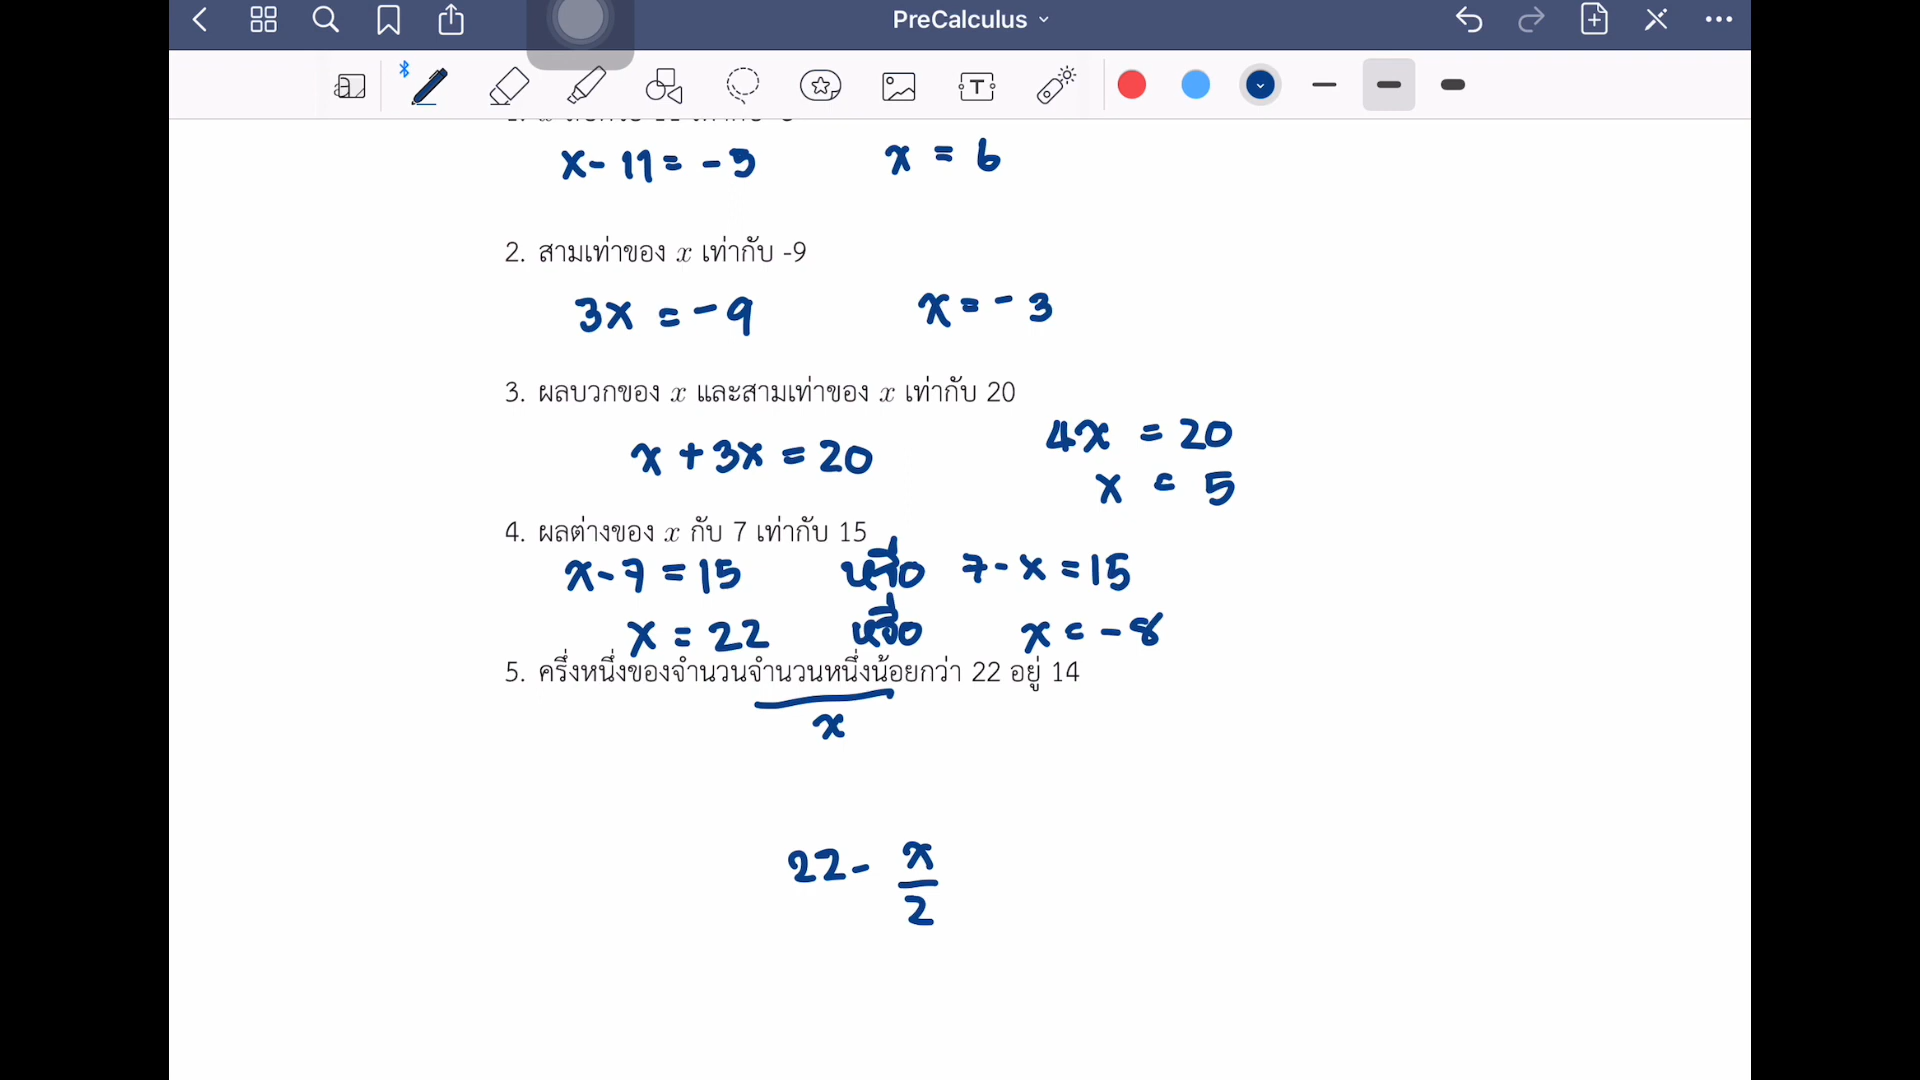 PreCalculus
x - 11 = -5 x = 6
2. สามเท่าของ x เท่ากับ -9
3x = -9 x = -3
3. ผลบวกของ x และสามเท่าของ x เท่ากับ 20
x + 3x = 20 4x = 20
x = 5
4. ผลต่างของ x กับ 7 เท่ากับ 15
x - 7 = 15 หรือ 7 - x = 15
x = 22 หรือ x = -8
5. ครึ่งหนึ่งของจำนวนจำนวนหนึ่งน้อยกว่า 22 อยู่ 14
x
22 - x
2